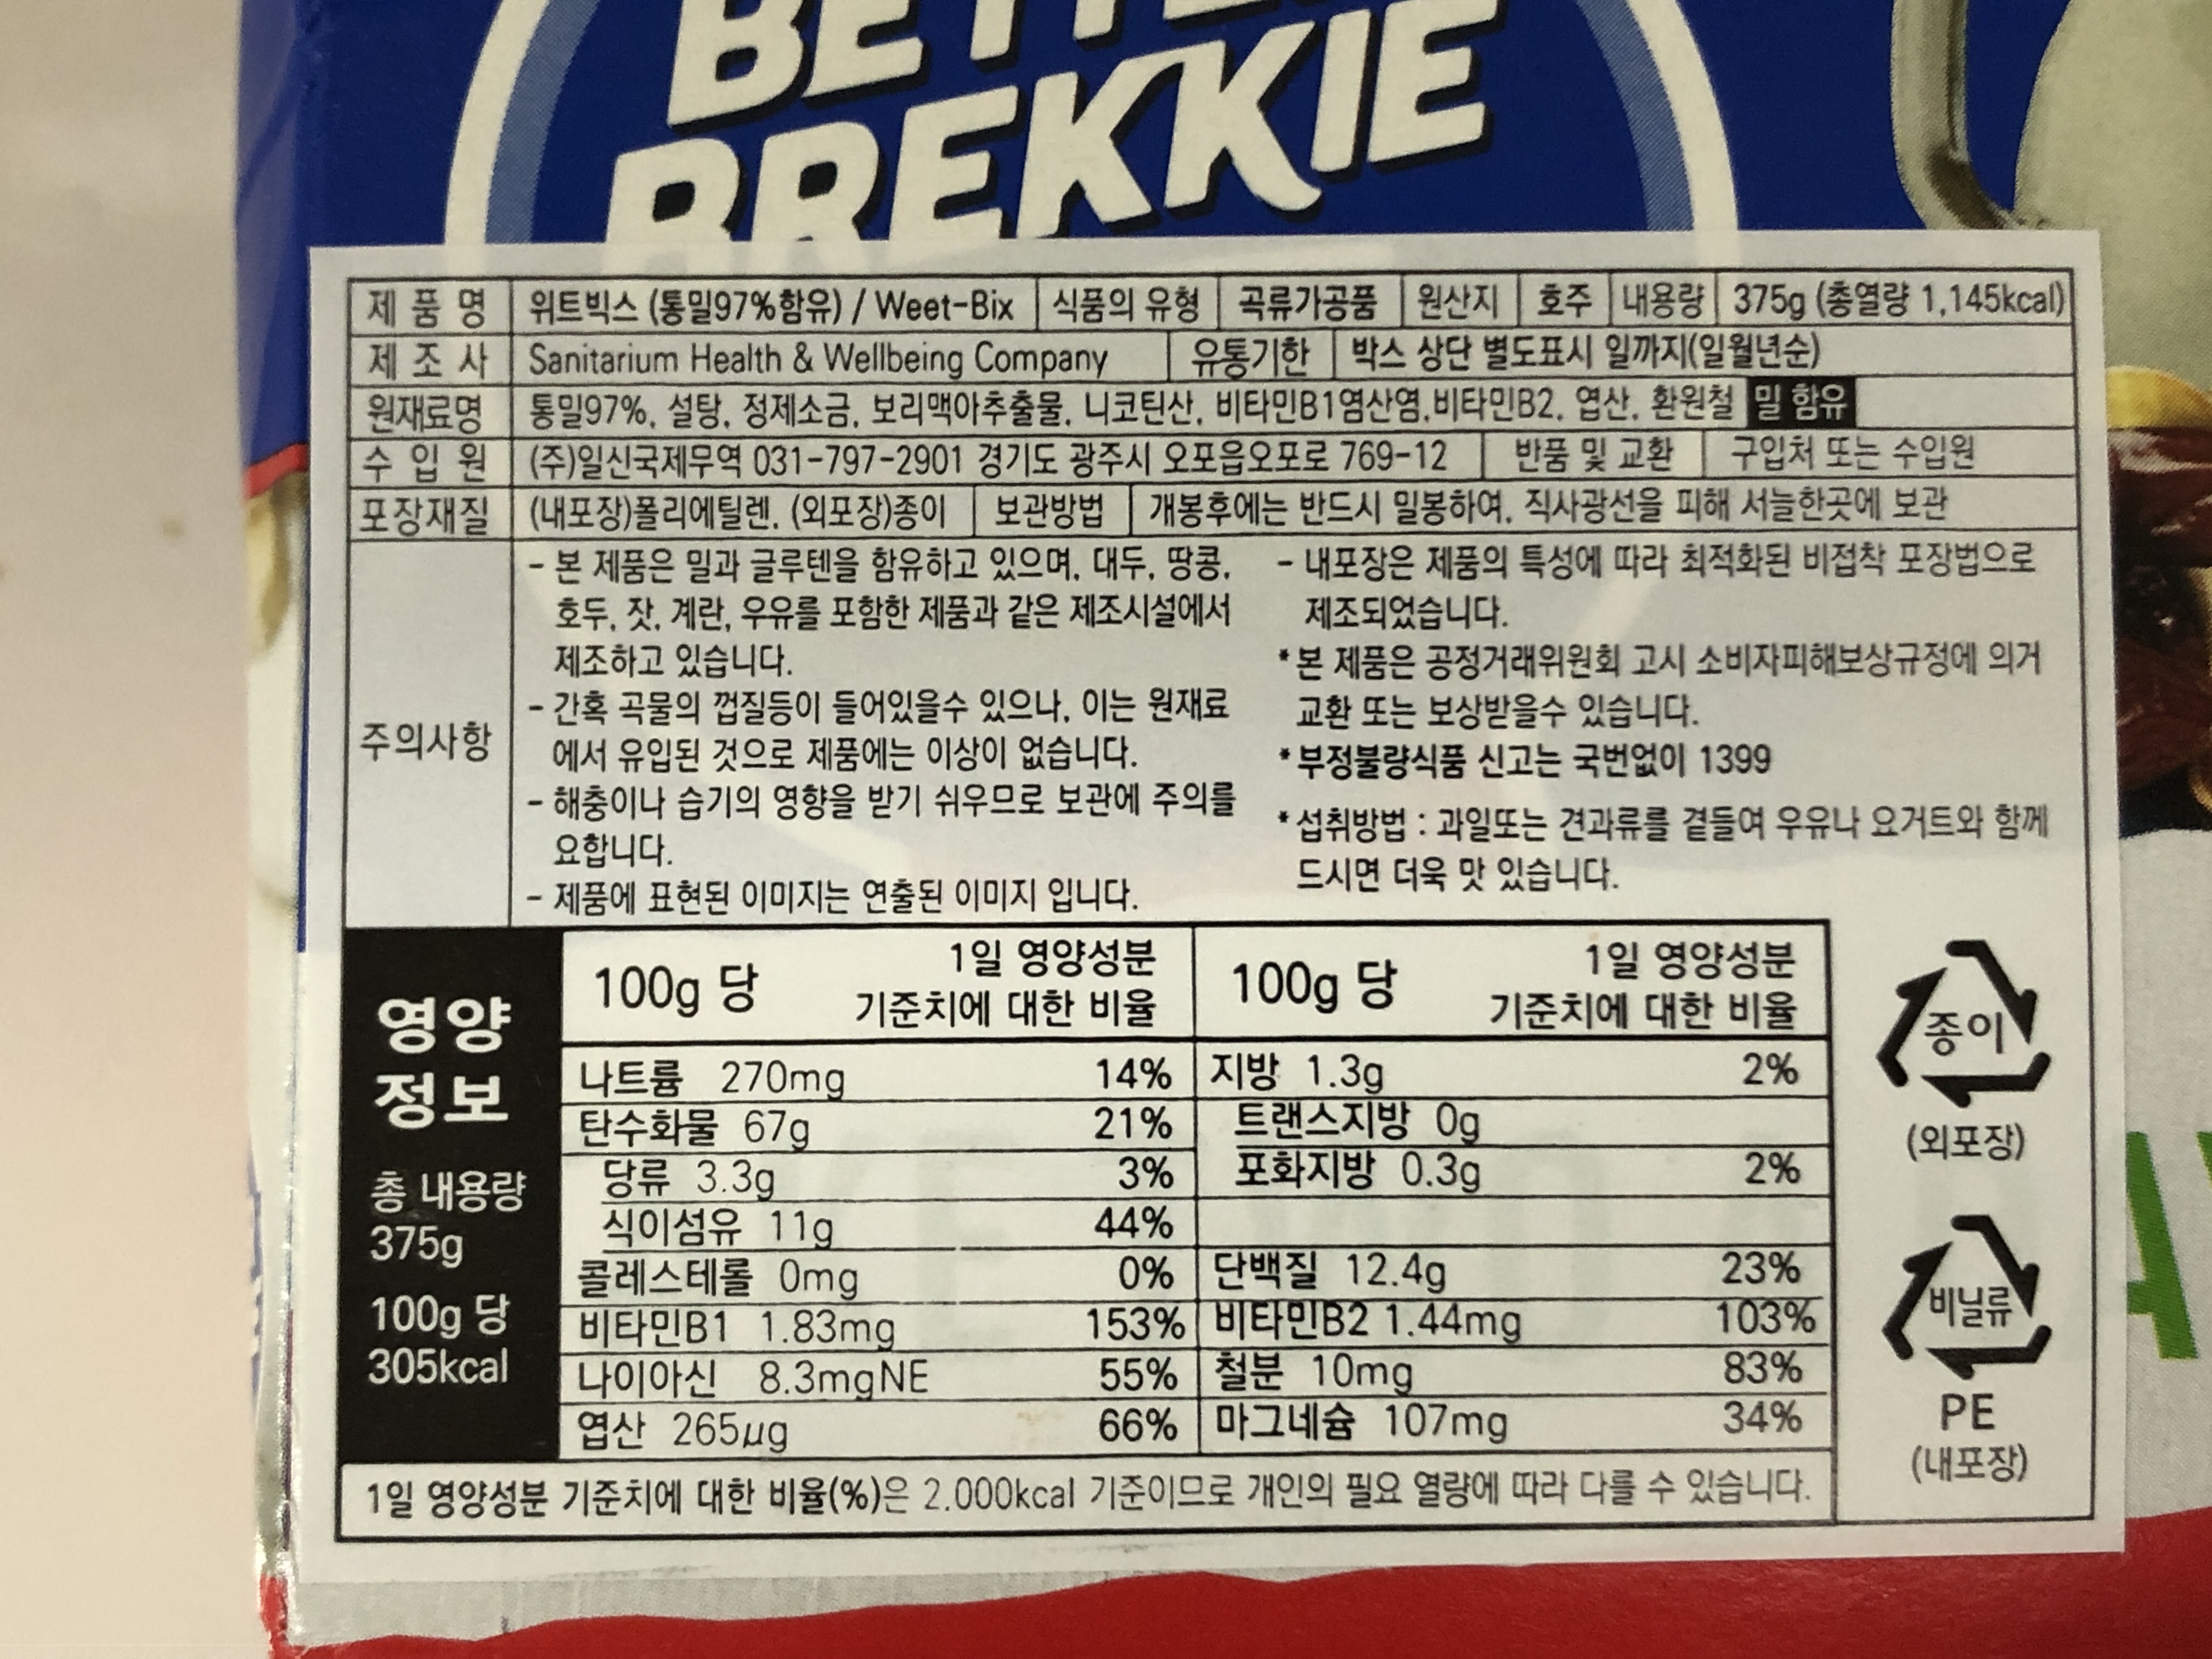 BETTE
BREKKIE
제 품 명 위트빅스 (통밀97%함유) / Weet-Bix 식품의 유형 곡류가공품 원산지 호주 내용량 375g (총열량 1,145kcal)
제 조 사 Sanitarium Health & Wellbeing Company 유통기한 박스 상단 별도표시 일까지(일월년순)
원재료명 통밀97%, 설탕, 정제소금, 보리맥아추출물, 니코틴산, 비타민B1염산염,비타민B2, 엽산, 환원철 밀 함유
수 입 원 (주)일신국제무역 031-797-2901 경기도 광주시 오포읍오포로 769-12 반품 및 교환 구입처 또는 수입원
포장재질 (내포장)폴리에틸렌, (외포장)종이 보관방법 개봉후에는 반드시 밀봉하여, 직사광선을 피해 서늘한곳에 보관
주의사항
- 본 제품은 밀과 글루텐을 함유하고 있으며, 대두, 땅콩,
호두, 잣, 계란, 우유를 포함한 제품과 같은 제조시설에서
제조하고 있습니다.
- 간혹 곡물의 껍질등이 들어있을수 있으나, 이는 원재료
에서 유입된 것으로 제품에는 이상이 없습니다.
- 해충이나 습기의 영향을 받기 쉬우므로 보관에 주의를
요합니다.
- 제품에 표현된 이미지는 연출된 이미지 입니다.
- 내포장은 제품의 특성에 따라 최적화된 비접착 포장법으로
제조되었습니다.
* 본 제품은 공정거래위원회 고시 소비자피해보상규정에 의거
교환 또는 보상받을수 있습니다.
* 부정불량식품 신고는 국번없이 1399
* 섭취방법 : 과일또는 견과류를 곁들여 우유나 요거트와 함께
드시면 더욱 맛 있습니다.
영양
정보
총 내용량
375g
100g 당
305kcal
100g 당 1일 영양성분
기준치에 대한 비율
나트륨 270mg 14%
탄수화물 67g 21%
당류 3.3g 3%
식이섬유 11g 44%
콜레스테롤 0mg 0%
비타민B1 1.83mg 153%
나이아신 8.3mgNE 55%
엽산 265μg 66%
100g 당 1일 영양성분
기준치에 대한 비율
지방 1.3g 2%
트랜스지방 0g
포화지방 0.3g 2%
단백질 12.4g 23%
비타민B2 1.44mg 103%
철분 10mg 83%
마그네슘 107mg 34%
1일 영양성분 기준치에 대한 비율(%)은 2,000kcal 기준이므로 개인의 필요 열량에 따라 다를 수 있습니다.
종이
(외포장)
비닐류
PE
(내포장)